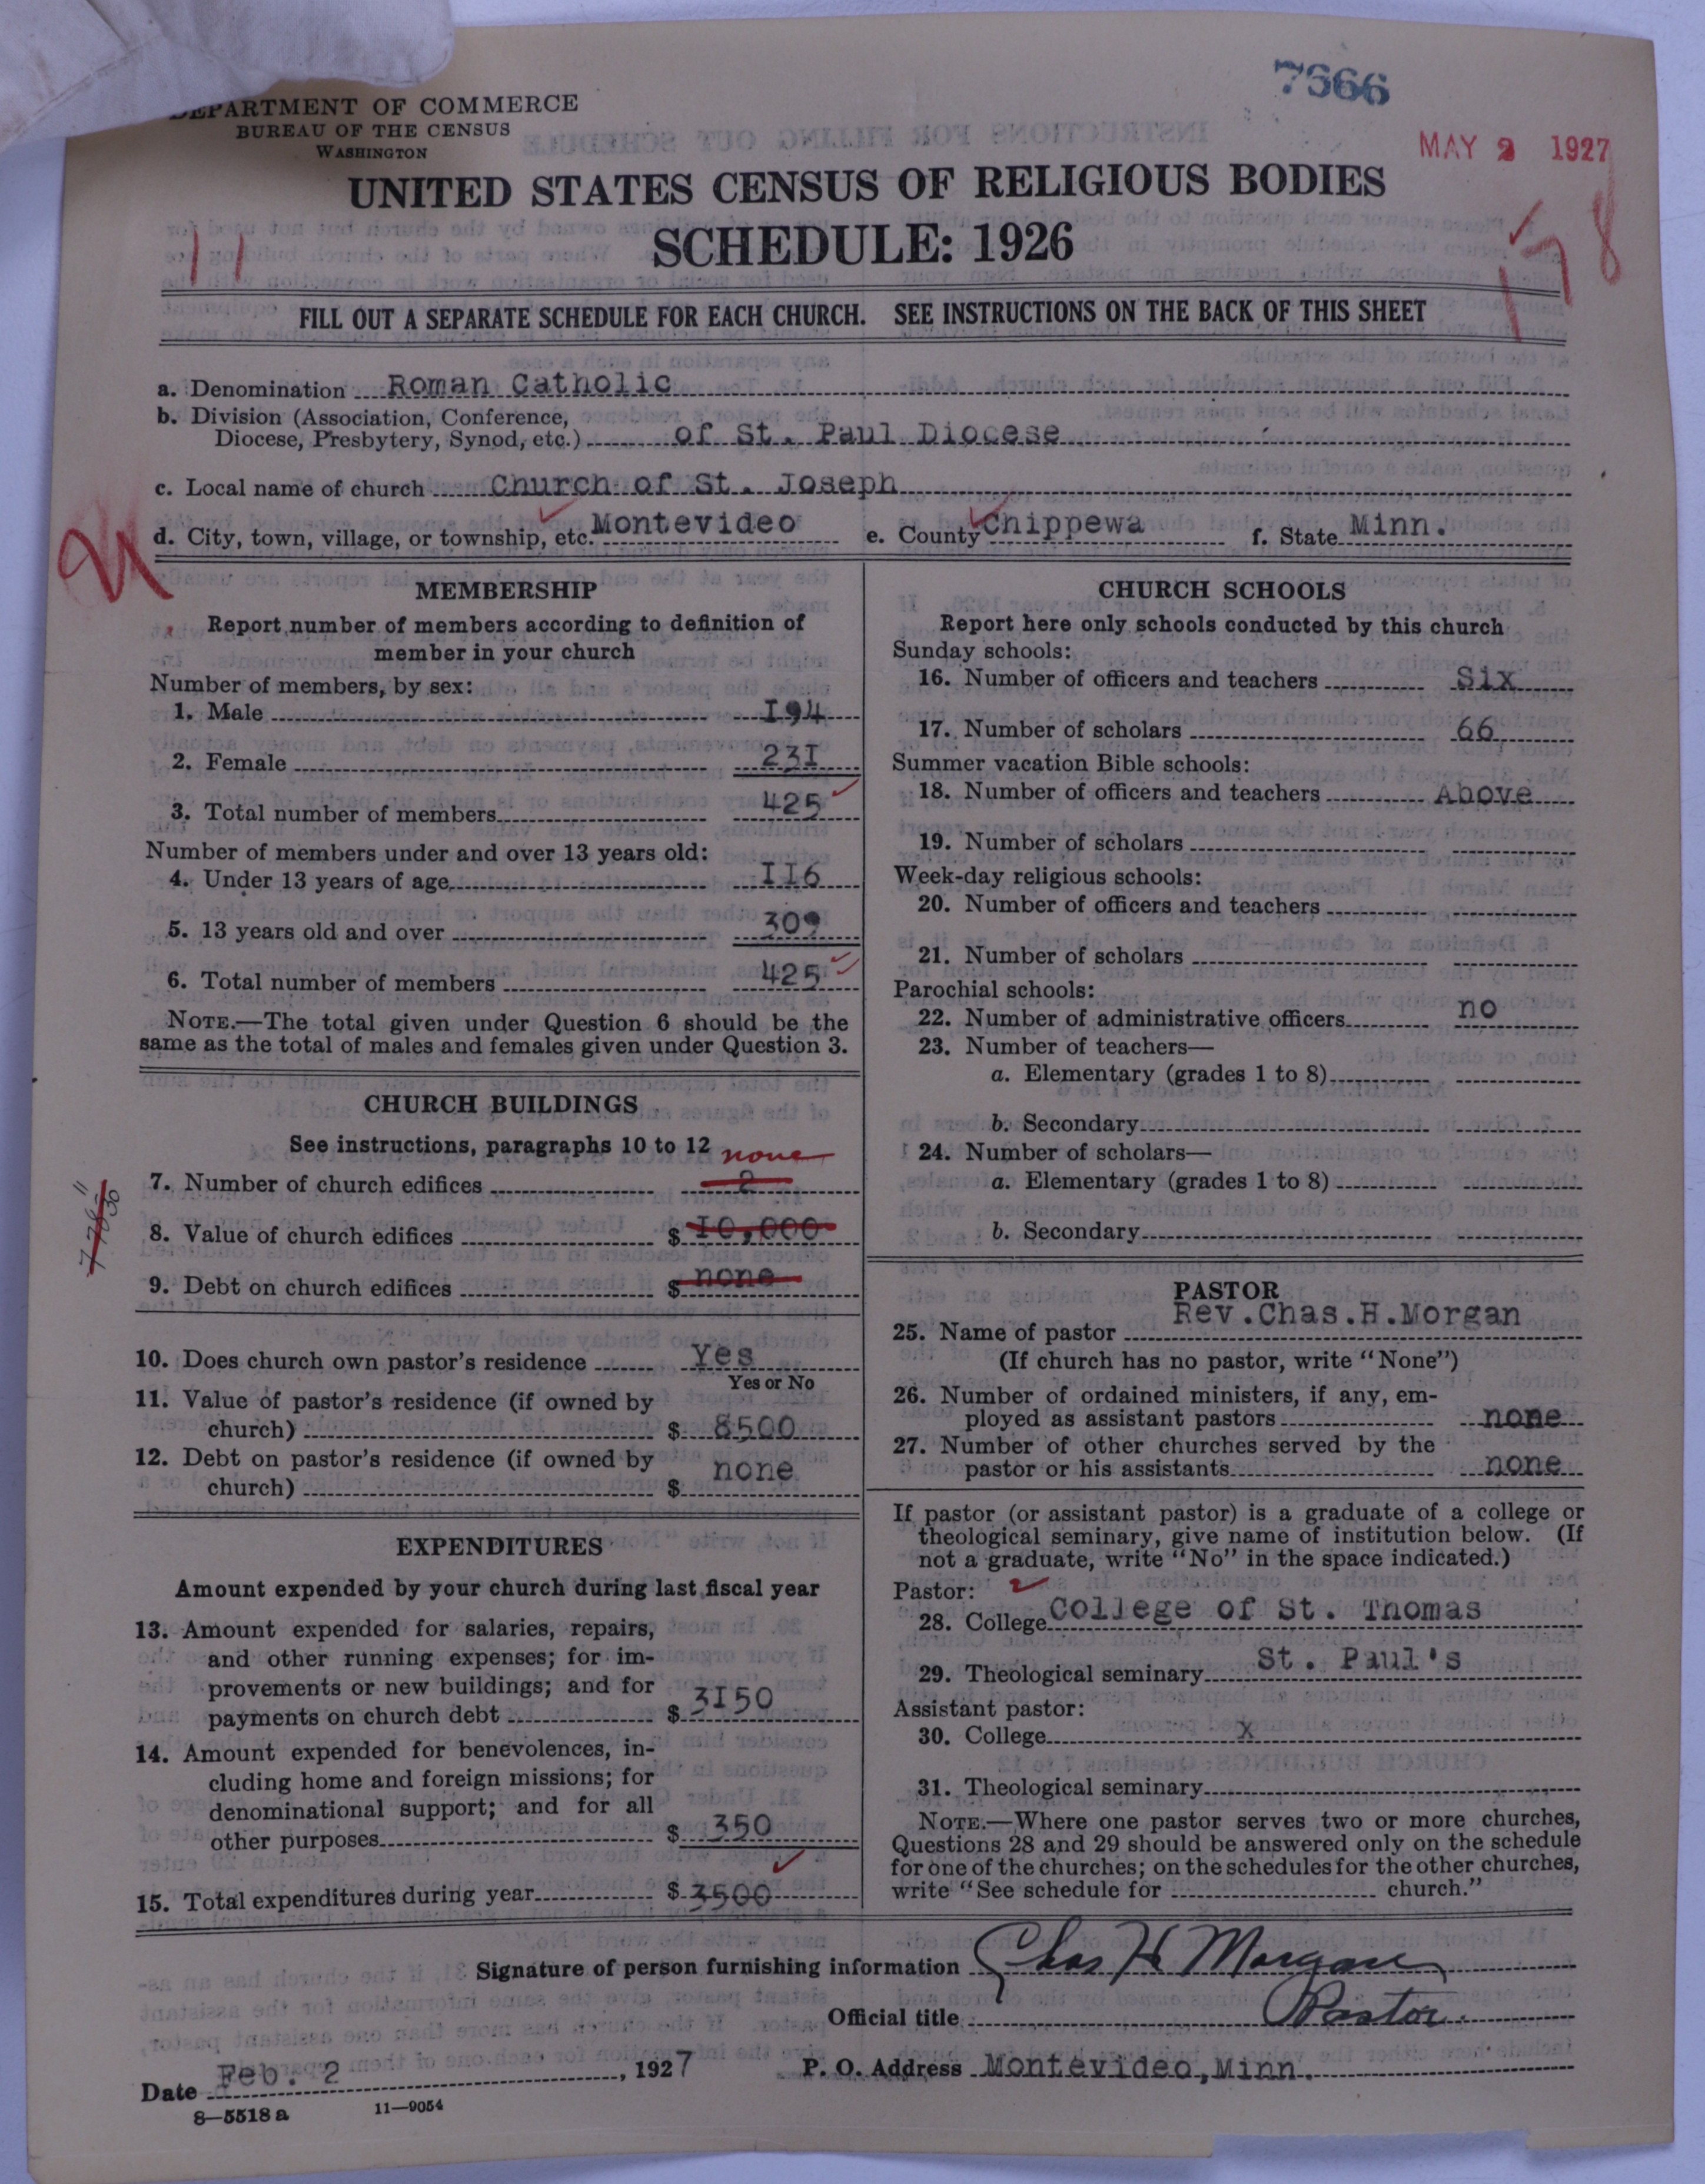 7566
DEPARTMENT OF COMMERCE
BUREAU OF THE CENSUS
WASHINGTON
MAY 2 1927
UNITED STATES CENSUS OF RELIGIOUS BODIES
SCHEDULE: 1926
11
178
FILL OUT A SEPARATE SCHEDULE FOR EACH CHURCH. SEE INSTRUCTIONS ON THE BACK OF THIS SHEET
a. Denomination Roman Catholic
b. Division (Association, Conference,
Diocese, Presbytery, Synod, etc.) of St. Paul Diocese
c. Local name of church Church of St. Joseph
d. City, town, village, or township, etc. Montevideo e. County Chippewa f. State Minn.
MEMBERSHIP
Report number of members according to definition of
member in your church
Number of members, by sex:
1. Male I94
2. Female 23I
3. Total number of members 425
Number of members under and over 13 years old:
4. Under 13 years of age II6
5. 13 years old and over 309
6. Total number of members 425
NOTE.—The total given under Question 6 should be the
same as the total of males and females given under Question 3.
CHURCH BUILDINGS
See instructions, paragraphs 10 to 12
none
7. Number of church edifices 2
8. Value of church edifices $ I0,000
9. Debt on church edifices $ none
10. Does church own pastor's residence Yes
Yes or No
11. Value of pastor's residence (if owned by
church) $ 8500
12. Debt on pastor's residence (if owned by
church) $ none
EXPENDITURES
Amount expended by your church during last fiscal year
13. Amount expended for salaries, repairs,
and other running expenses; for im-
provements or new buildings; and for
payments on church debt $ 3I50
14. Amount expended for benevolences, in-
cluding home and foreign missions; for
denominational support; and for all
other purposes $ 350
15. Total expenditures during year $ 3500
CHURCH SCHOOLS
Report here only schools conducted by this church
Sunday schools:
16. Number of officers and teachers Six
17. Number of scholars 66
Summer vacation Bible schools:
18. Number of officers and teachers Above
19. Number of scholars
Week-day religious schools:
20. Number of officers and teachers
21. Number of scholars
Parochial schools:
22. Number of administrative officers no
23. Number of teachers—
a. Elementary (grades 1 to 8)
b. Secondary
24. Number of scholars—
a. Elementary (grades 1 to 8)
b. Secondary
PASTOR
25. Name of pastor Rev.Chas.H.Morgan
(If church has no pastor, write "None")
26. Number of ordained ministers, if any, em-
ployed as assistant pastors none
27. Number of other churches served by the
pastor or his assistants none
If pastor (or assistant pastor) is a graduate of a college or
theological seminary, give name of institution below. (If
not a graduate, write "No" in the space indicated.)
Pastor:
28. College College of St. Thomas
29. Theological seminary St. Paul's
Assistant pastor:
30. College X
31. Theological seminary
NOTE.—Where one pastor serves two or more churches,
Questions 28 and 29 should be answered only on the schedule
for one of the churches; on the schedules for the other churches,
write "See schedule for church."
Signature of person furnishing information Chas H Morgan
Official title Pastor
Date Feb. 2, 1927 P. O. Address Montevideo,Minn.
8—5518 a 11—9054